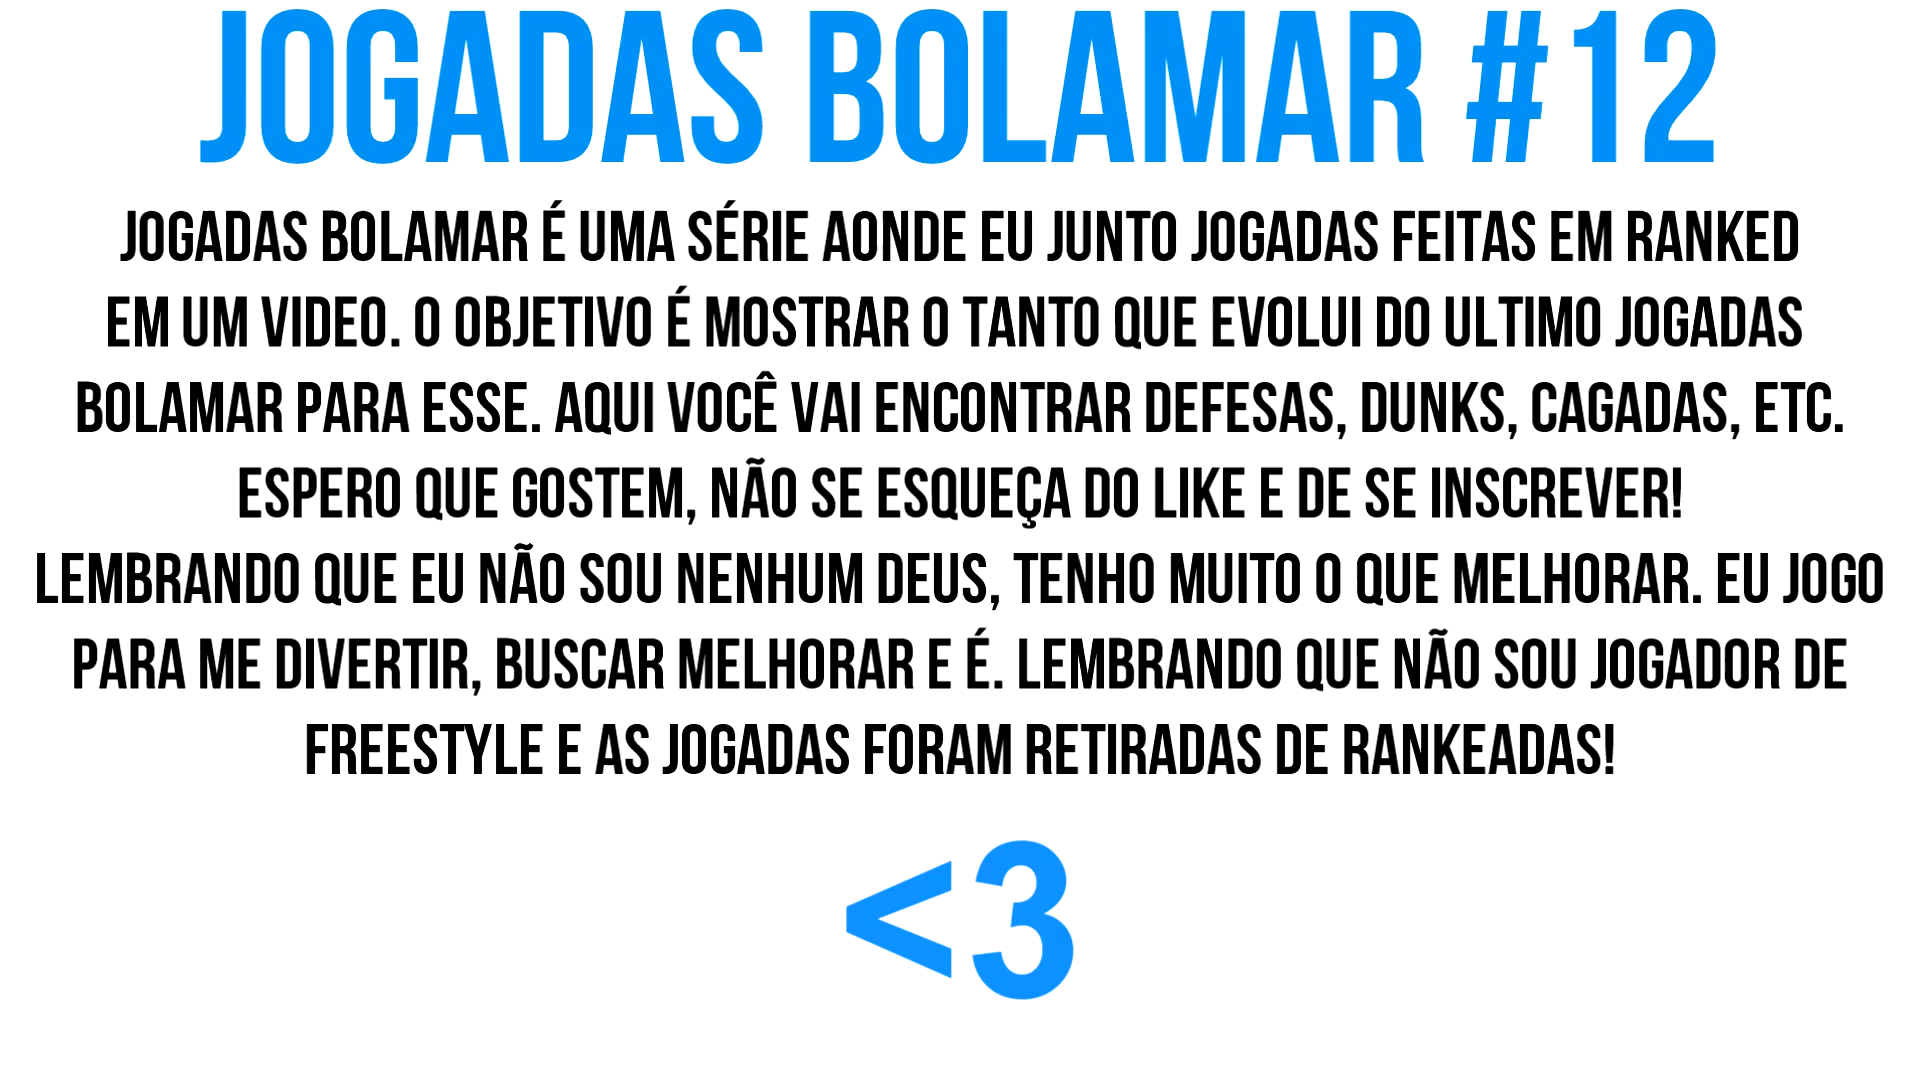 JOGADAS BOLAMAR #12
JOGADAS BOLAMAR É UMA SÉRIE AONDE EU JUNTO JOGADAS FEITAS EM RANKED
EM UM VIDEO. O OBJETIVO É MOSTRAR O TANTO QUE EVOLUI DO ULTIMO JOGADAS
BOLAMAR PARA ESSE. AQUI VOCÊ VAI ENCONTRAR DEFESAS, DUNKS, CAGADAS, ETC.
ESPERO QUE GOSTEM, NÃO SE ESQUEÇA DO LIKE E DE SE INSCREVER!
LEMBRANDO QUE EU NÃO SOU NENHUM DEUS, TENHO MUITO O QUE MELHORAR. EU JOGO
PARA ME DIVERTIR, BUSCAR MELHORAR E É. LEMBRANDO QUE NÃO SOU JOGADOR DE
FREESTYLE E AS JOGADAS FORAM RETIRADAS DE RANKEADAS!
<3